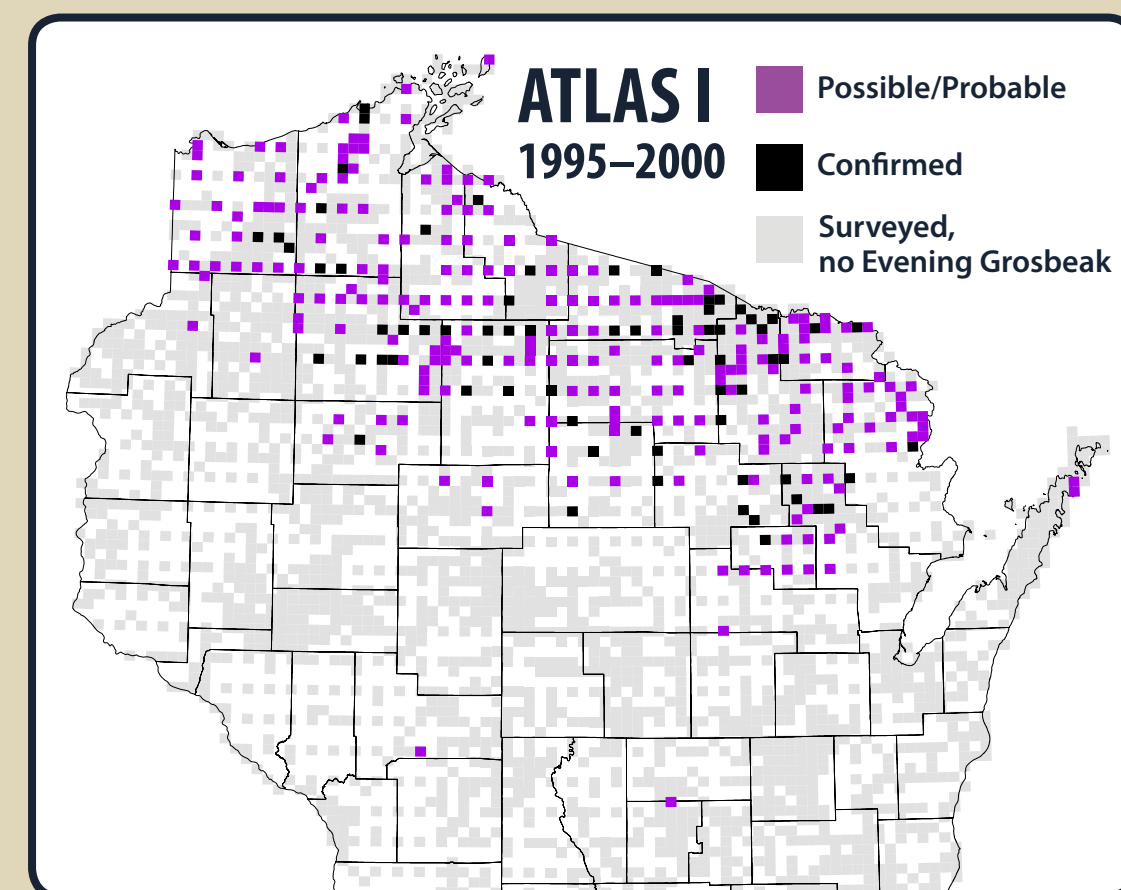 ATLAS I
1995–2000
Possible/Probable
Confirmed
Surveyed,
no Evening Grosbeak